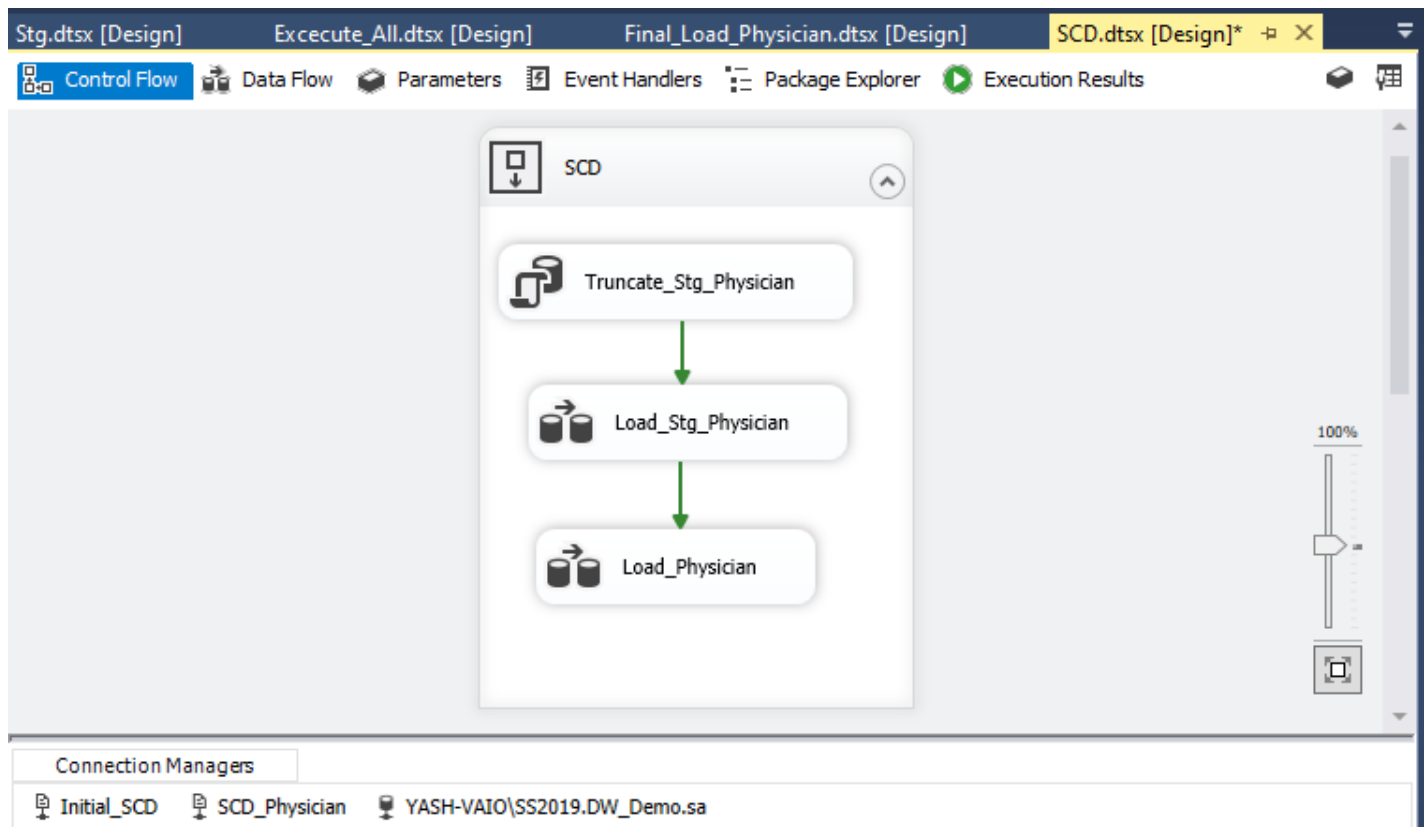 Stg.dtsx [Design] Excecute_All.dtsx [Design] Final_Load_Physician.dtsx [Design] SCD.dtsx [Design]*
Control Flow Data Flow Parameters Event Handlers Package Explorer Execution Results
SCD
Truncate_Stg_Physician
Load_Stg_Physician
100%
Load_Physician
Connection Managers
Initial_SCD SCD_Physician YASH-VAIO\SS2019.DW_Demo.sa